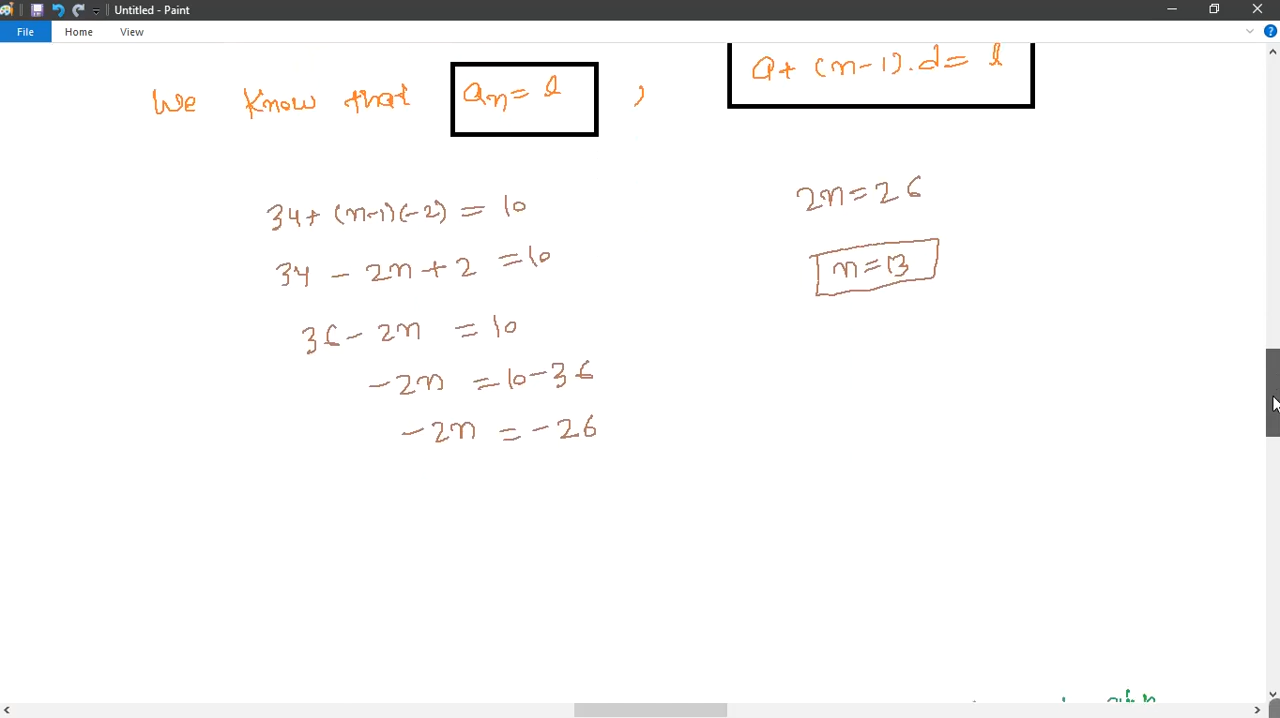 Untitled - Paint
File Home View
We know that aₙ = l , a + (n-1).d = l
34 + (n-1)(-2) = 10
34 - 2n + 2 = 10
36 - 2n = 10
-2n = 10 - 36
-2n = -26
2n = 26
n = 13